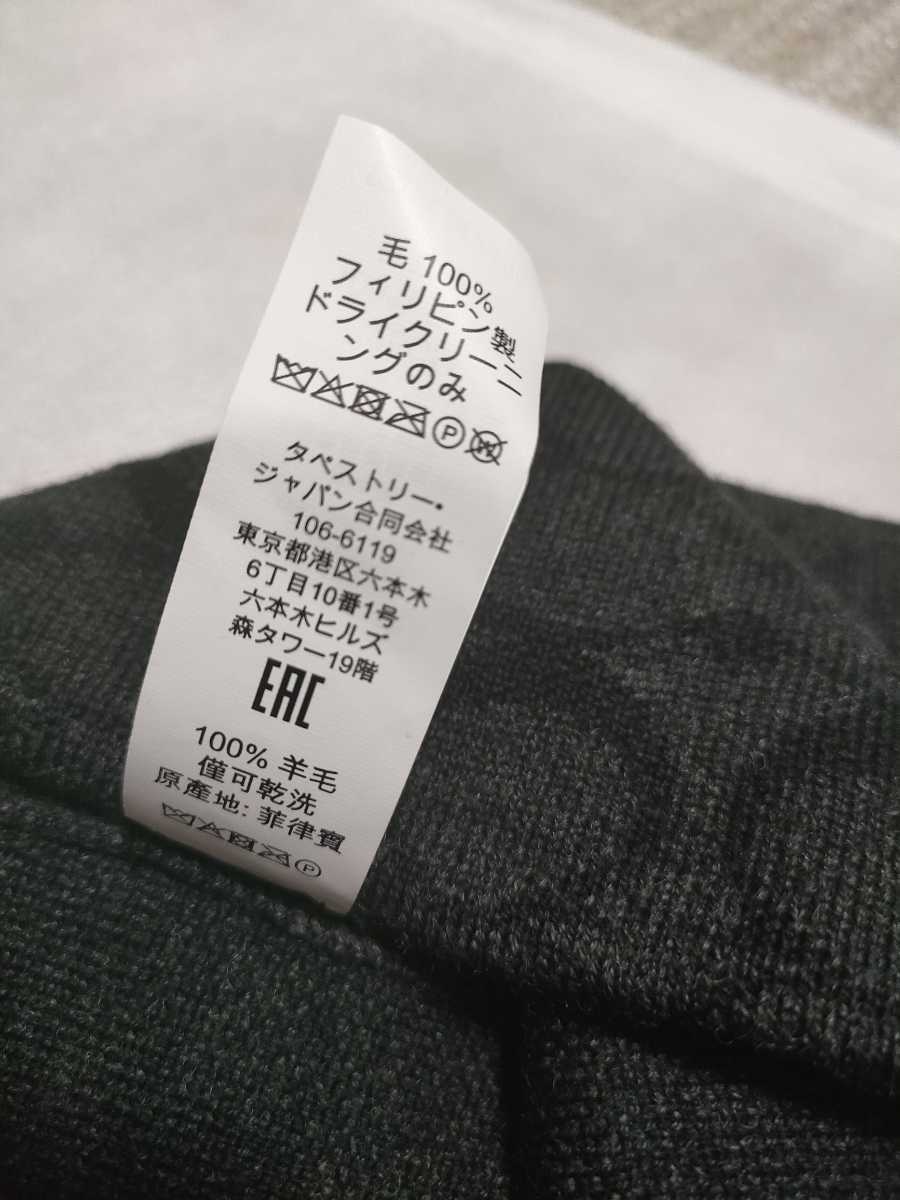 毛 100%
フィリピン製
ドライクリーニ
ングのみ
P W
タペストリー・
ジャパン合同会社
106-6119
東京都港区六本木
6丁目10番1号
六本木ヒルズ
森タワー19階
EAC
100% 羊毛
僅可乾洗
原產地: 菲律賓
P